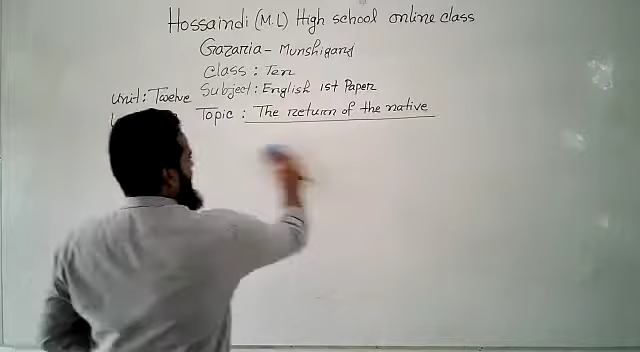 Hossaindi (M.L) High school online class
Gazaria - Munshiganj
Class : Ten
Unit : Twelve Subject : English 1st Paper
Topic : The return of the native